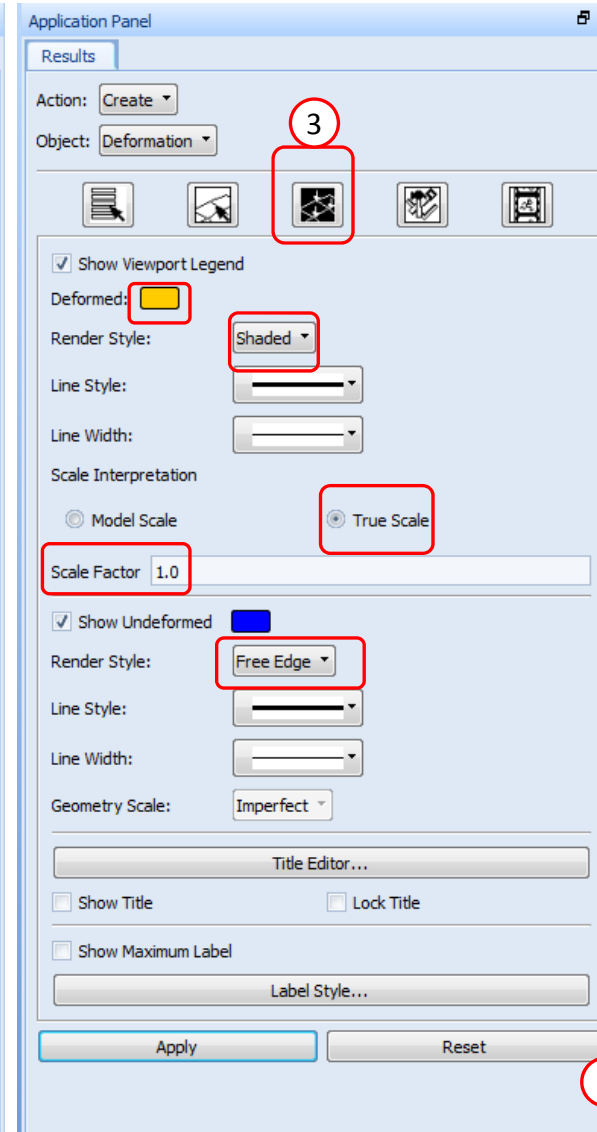 Application Panel
Results
Action: Create
Object: Deformation
3
Show Viewport Legend
Deformed:
Render Style: Shaded
Line Style:
Line Width:
Scale Interpretation
Model Scale True Scale
Scale Factor 1.0
Show Undeformed
Render Style: Free Edge
Line Style:
Line Width:
Geometry Scale: Imperfect
Title Editor...
Show Title Lock Title
Show Maximum Label
Label Style...
Apply Reset